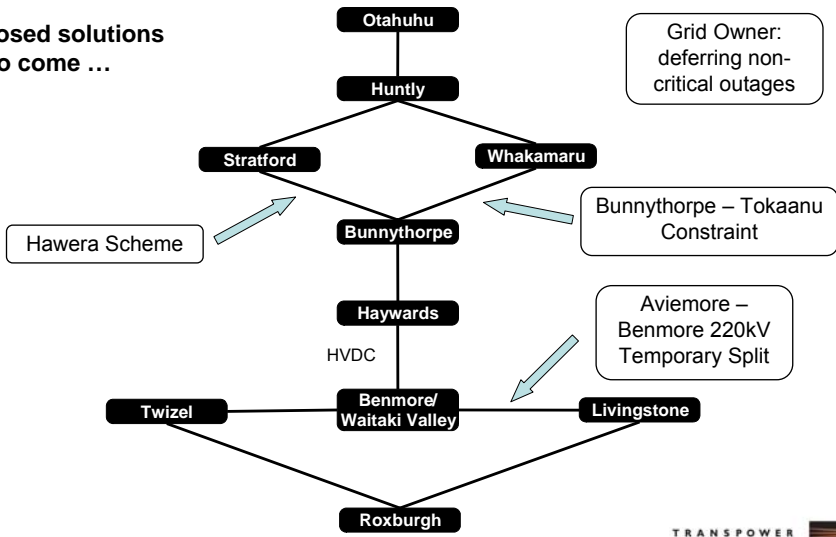 osed solutions
o come …
Otahuhu
Grid Owner:
deferring non-
critical outages
Huntly
Stratford
Whakamaru
Bunnythorpe – Tokaanu
Constraint
Hawera Scheme
Bunnythorpe
Haywards
Aviemore –
Benmore 220kV
Temporary Split
HVDC
Twizel
Benmore/
Waitaki Valley
Livingstone
Roxburgh
TRANSPOWER